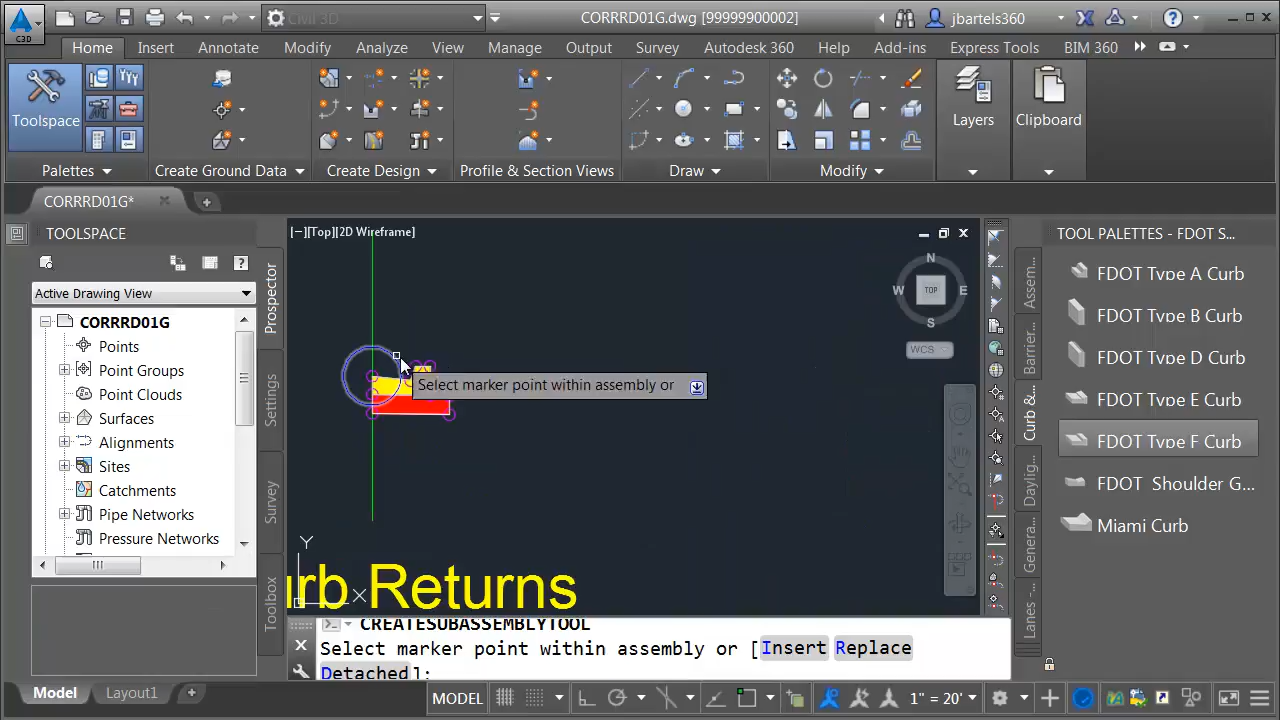 C3D
Civil 3D
CORRRD01G.dwg [99999900002]
jbartels360
Home Insert Annotate Modify Analyze View Manage Output Survey Autodesk 360 Help Add-ins Express Tools BIM 360
Toolspace
Layers
Clipboard
Palettes
Create Ground Data
Create Design
Profile & Section Views
Draw
Modify
CORRRD01G*
TOOLSPACE
Active Drawing View
CORRRD01G
Points
Point Groups
Point Clouds
Surfaces
Alignments
Sites
Catchments
Pipe Networks
Pressure Networks
Prospector
Settings
Survey
Toolbox
[−][Top][2D Wireframe]
N
W TOP E
S
WCS
Select marker point within assembly or
Y
X
urb Returns
CREATESUBASSEMBLYTOOL
Select marker point within assembly or [Insert Replace
Detached]:
TOOL PALETTES - FDOT S...
Assem...
Barrier...
Curb &...
Daylig...
Genera...
Lanes -...
FDOT Type A Curb
FDOT Type B Curb
FDOT Type D Curb
FDOT Type E Curb
FDOT Type F Curb
FDOT Shoulder G...
Miami Curb
Model Layout1
MODEL
1" = 20'